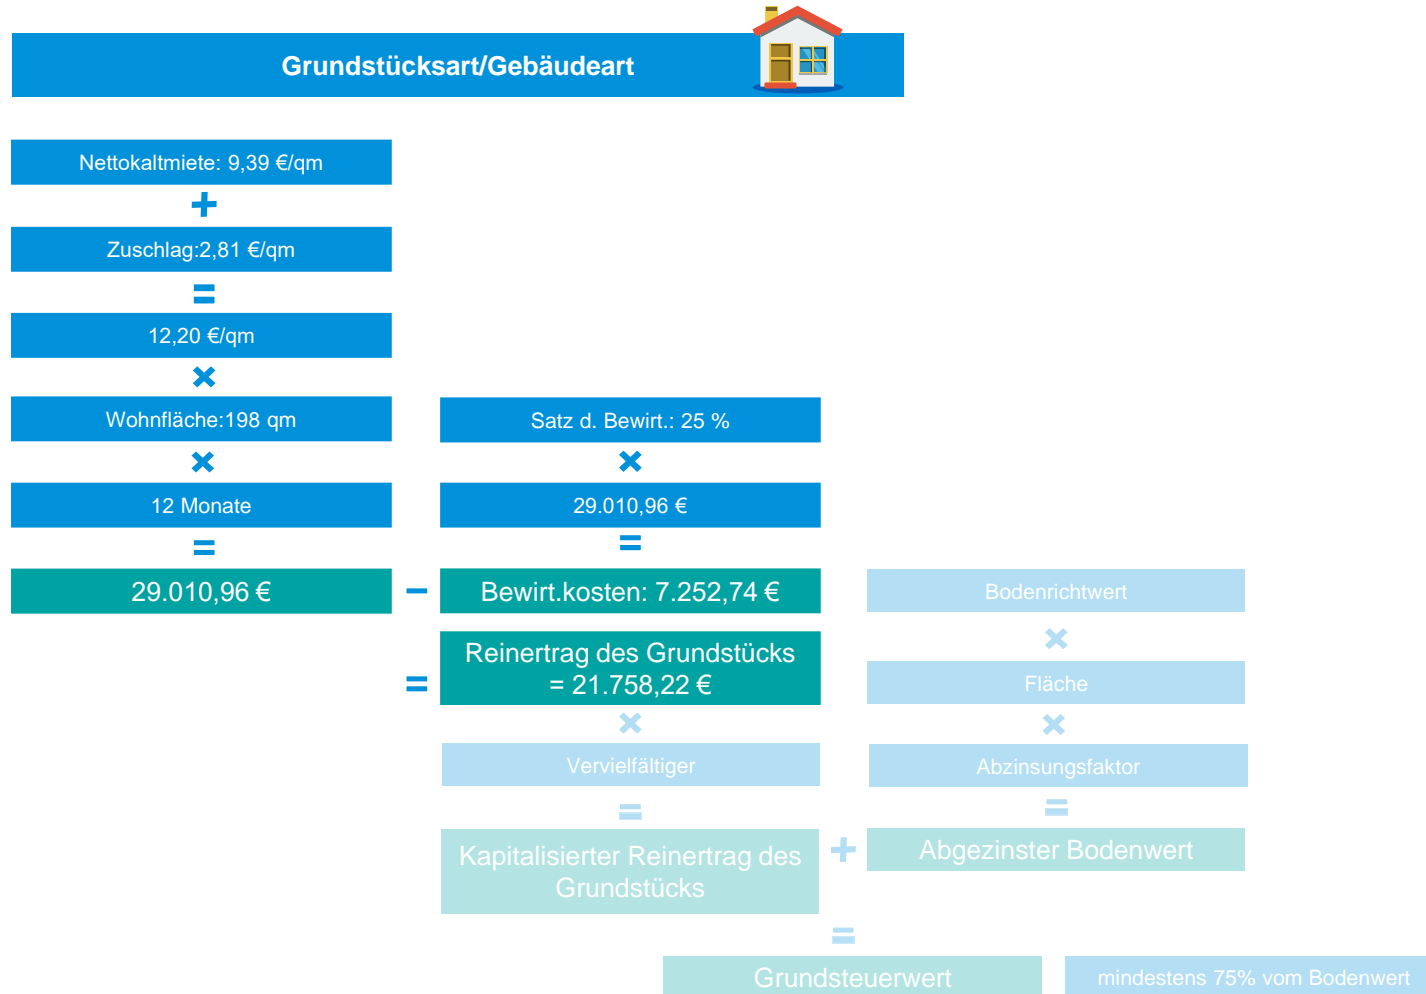 Grundstücksart/Gebäudeart
Nettokaltmiete: 9,39 €/qm
+
Zuschlag:2,81 €/qm
=
12,20 €/qm
×
Wohnfläche:198 qm
×
12 Monate
=
29.010,96 €
−
Satz d. Bewirt.: 25 %
×
29.010,96 €
=
Bewirt.kosten: 7.252,74 €
=
Reinertrag des Grundstücks
= 21.758,22 €
×
Vervielfältiger
=
Kapitalisierter Reinertrag des
Grundstücks
+
Bodenrichtwert
×
Fläche
×
Abzinsungsfaktor
=
Abgezinster Bodenwert
=
Grundsteuerwert
mindestens 75% vom Bodenwert